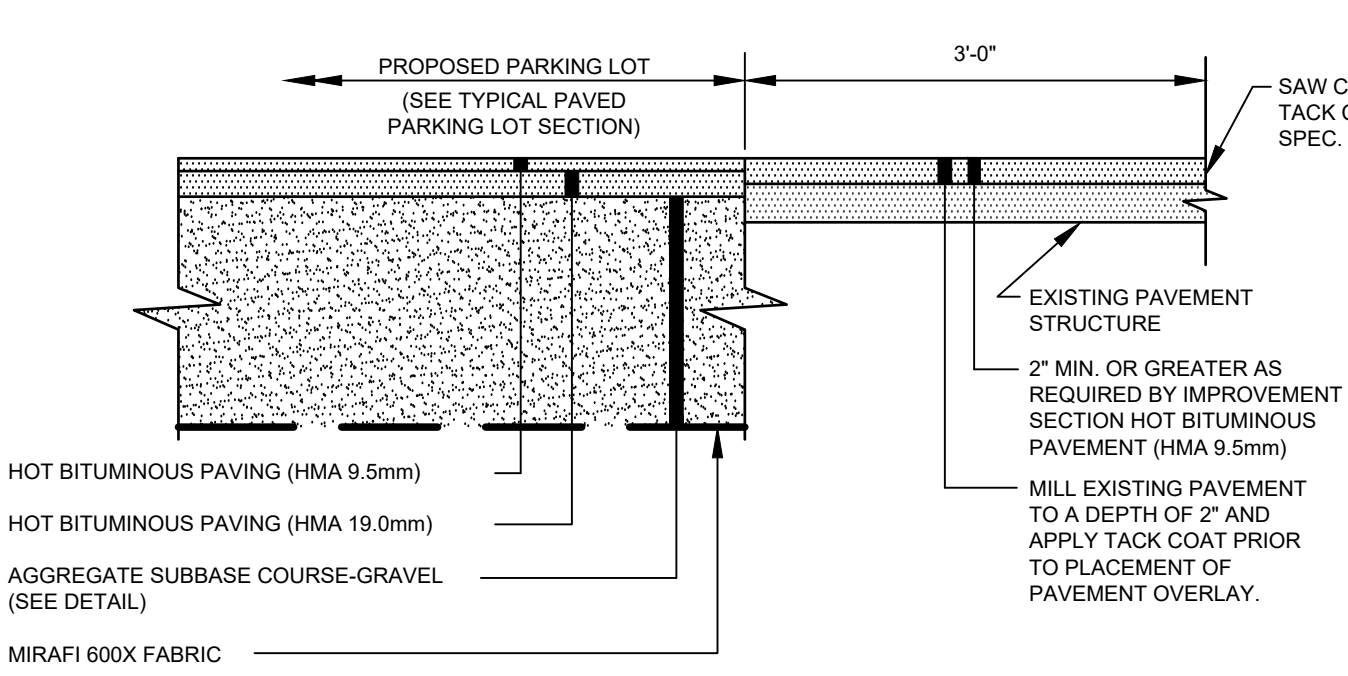 PROPOSED PARKING LOT
(SEE TYPICAL PAVED
PARKING LOT SECTION)
3'-0"
SAW
TACK
SPEC.
EXISTING PAVEMENT
STRUCTURE
2" MIN. OR GREATER AS
REQUIRED BY IMPROVEMENT
SECTION HOT BITUMINOUS
PAVEMENT (HMA 9.5mm)
MILL EXISTING PAVEMENT
TO A DEPTH OF 2" AND
APPLY TACK COAT PRIOR
TO PLACEMENT OF
PAVEMENT OVERLAY.
HOT BITUMINOUS PAVING (HMA 9.5mm)
HOT BITUMINOUS PAVING (HMA 19.0mm)
AGGREGATE SUBBASE COURSE-GRAVEL
(SEE DETAIL)
MIRAFI 600X FABRIC